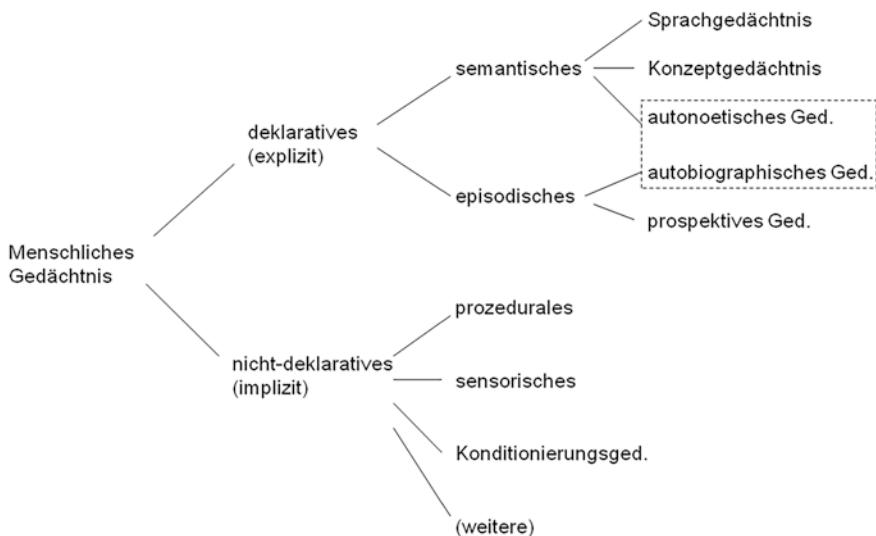 Sprachgedächtnis
semantisches
Konzeptgedächtnis
deklaratives
(explizit)
autonoetisches Ged.
autobiographisches Ged.
episodisches
prospektives Ged.
Menschliches
Gedächtnis
prozedurales
nicht-deklaratives
(implizit)
sensorisches
Konditionierungsged.
(weitere)